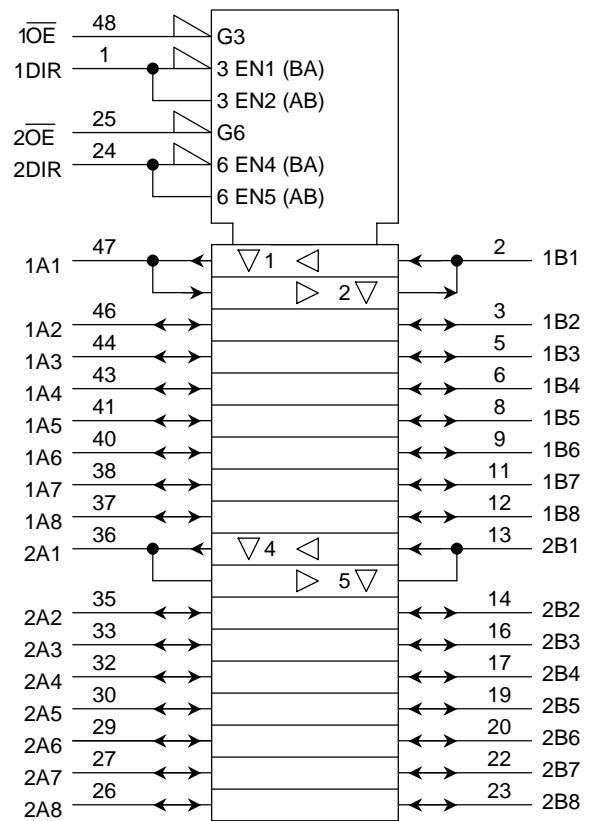 1OE 48 G3
1DIR 1 3 EN1 (BA)
3 EN2 (AB)
2OE 25 G6
2DIR 24 6 EN4 (BA)
6 EN5 (AB)
1A1 47 1 2 1B1
2
1A2 46 3 1B2
1A3 44 5 1B3
1A4 43 6 1B4
1A5 41 8 1B5
1A6 40 9 1B6
1A7 38 11 1B7
1A8 37 12 1B8
2A1 36 4 13 2B1
5
2A2 35 14 2B2
2A3 33 16 2B3
2A4 32 17 2B4
2A5 30 19 2B5
2A6 29 20 2B6
2A7 27 22 2B7
2A8 26 23 2B8